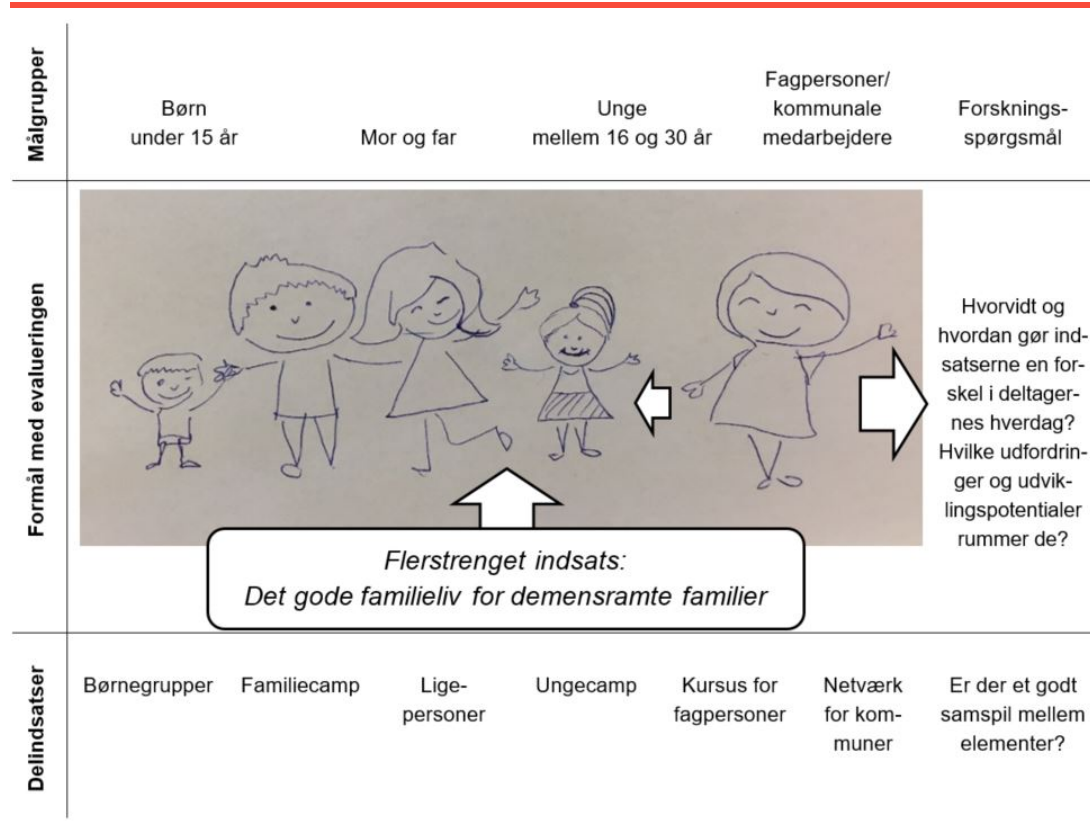 Målgrupper
Børn
under 15 år
Mor og far
Unge
mellem 16 og 30 år
Fagpersoner/
kommunale
medarbejdere
Forsknings-
spørgsmål
Formål med evalueringen
Hvorvidt og
hvordan gør ind-
satserne en for-
skel i deltager-
nes hverdag?
Hvilke udfordrin-
ger og udvik-
lingspotentialer
rummer de?
Flerstrenget indsats:
Det gode familieliv for demensramte familier
Delindsatser
Børnegrupper
Familiecamp
Lige-
personer
Ungecamp
Kursus for
fagpersoner
Netværk
for kom-
muner
Er der et godt
samspil mellem
elementer?